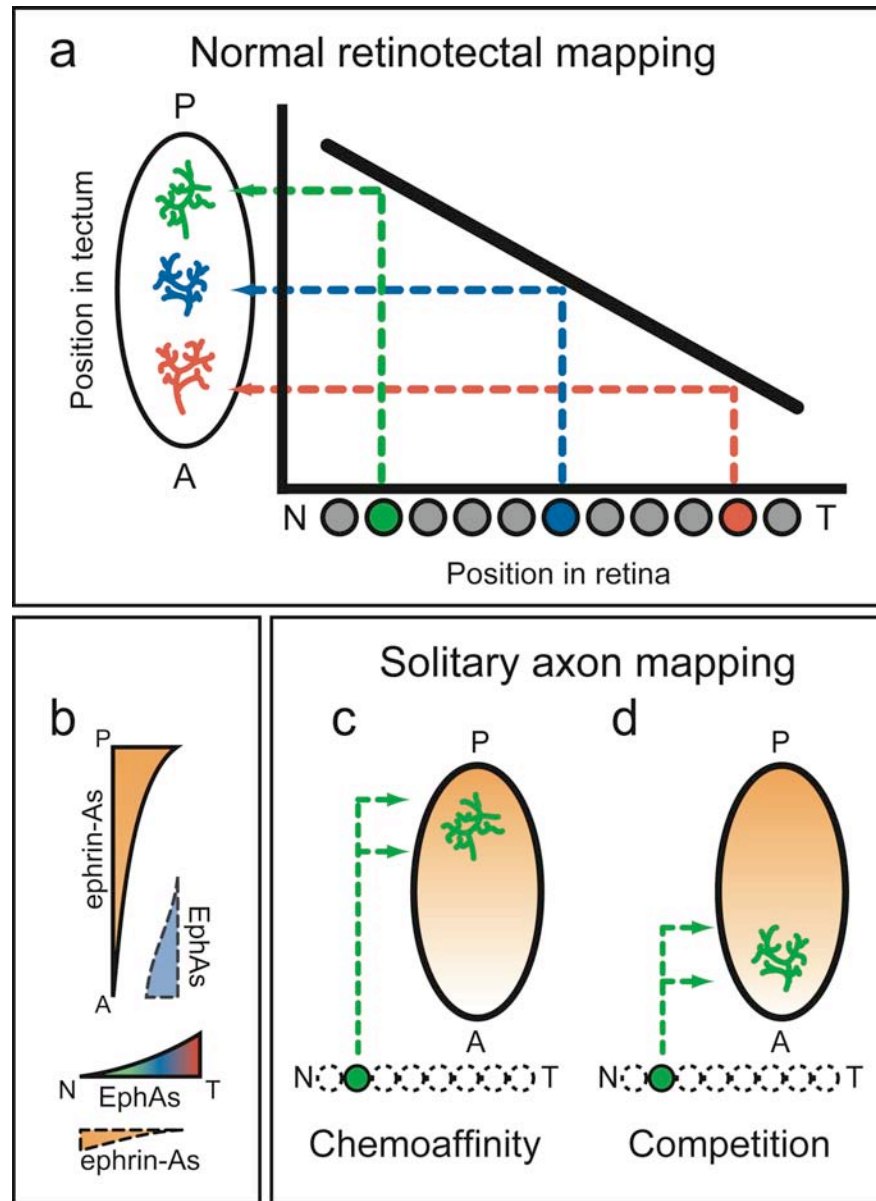 a Normal retinotectal mapping
P
Position in tectum
A
N T
Position in retina
b
P
ephrin-As
EphAs
A
N EphAs T
ephrin-As
Solitary axon mapping
c d
P P
A A
N T N T
Chemoaffinity Competition